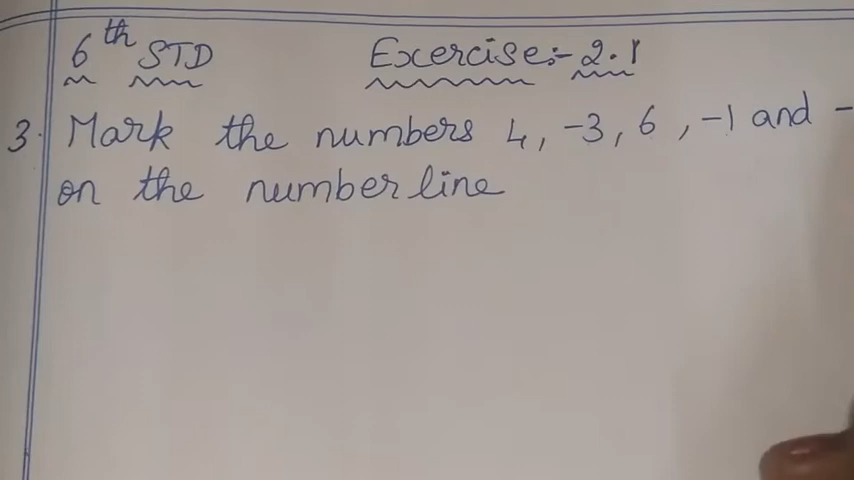 6th STD Exercise:- 2.1
3. Mark the numbers 4, -3, 6, -1 and -
on the number line